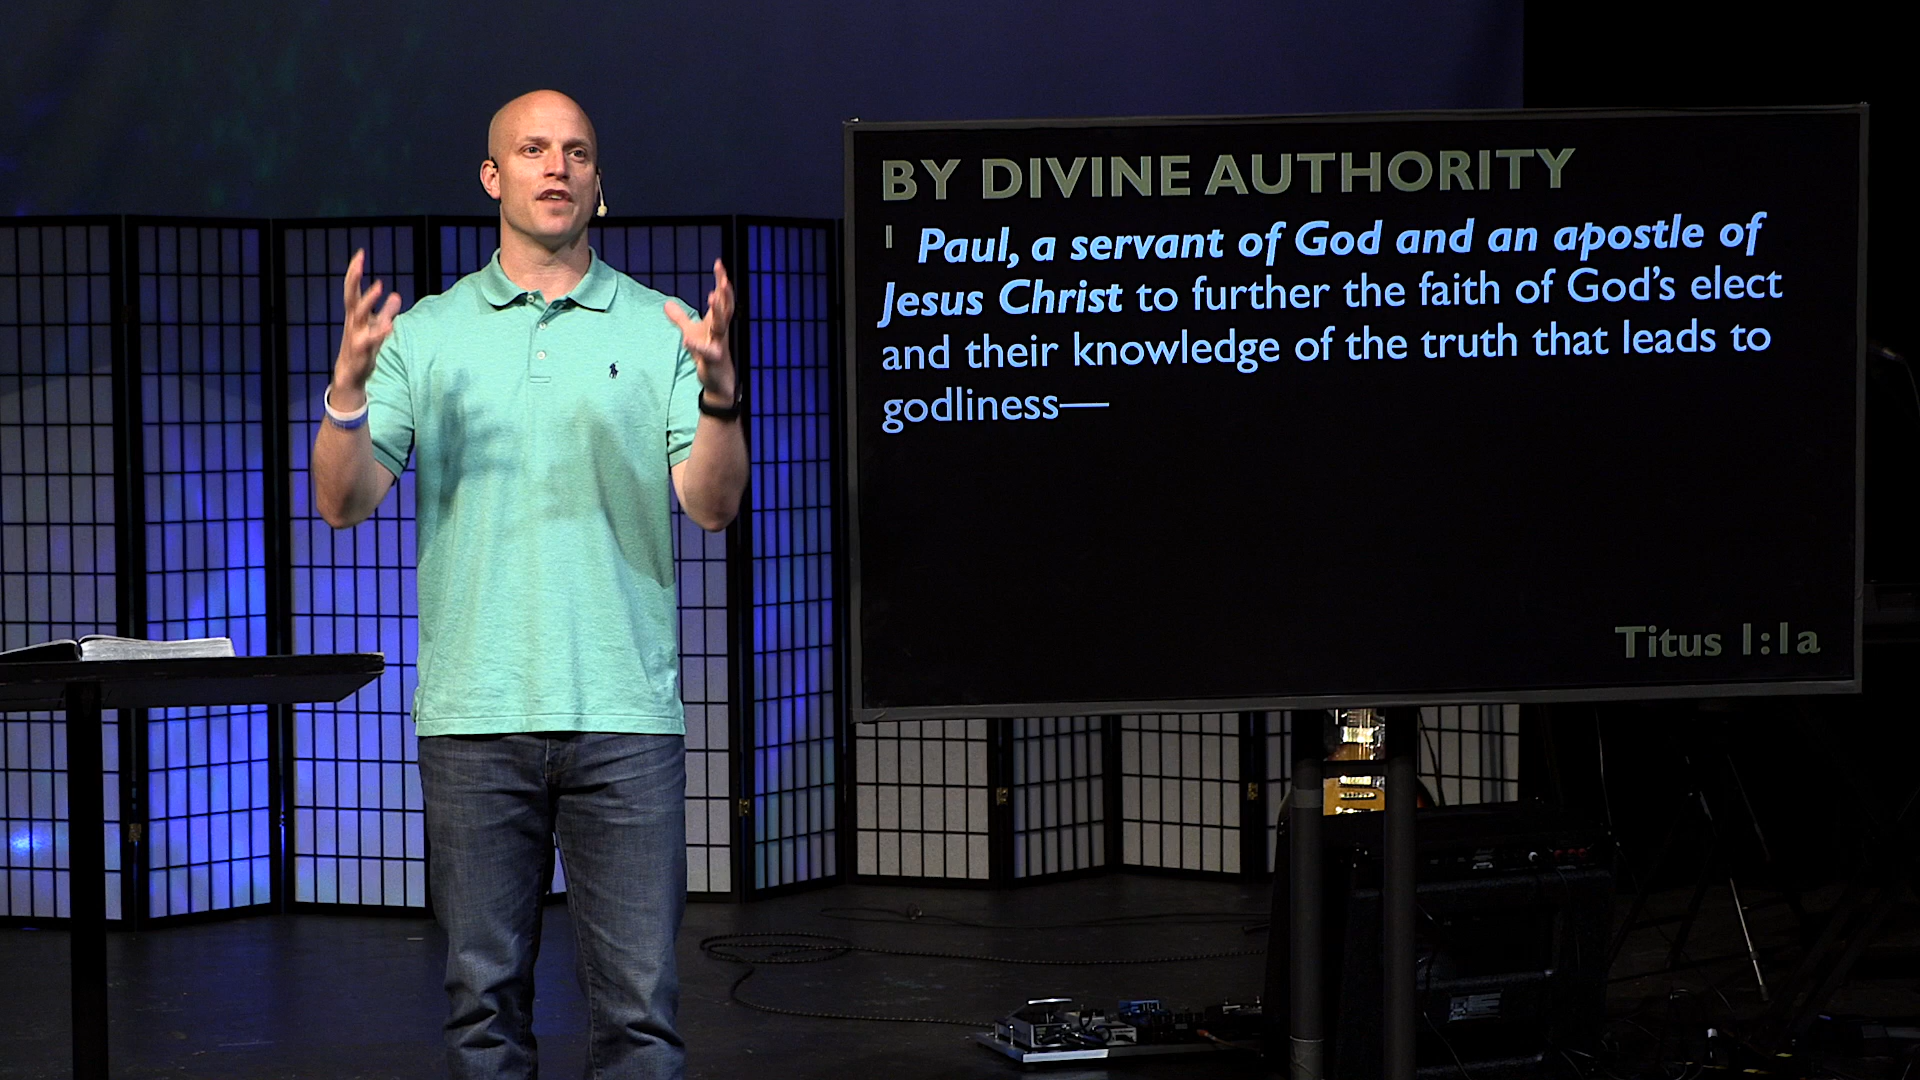 BY DIVINE AUTHORITY
1 Paul, a servant of God and an apostle of
Jesus Christ to further the faith of God’s elect
and their knowledge of the truth that leads to
godliness—
Titus 1:1a